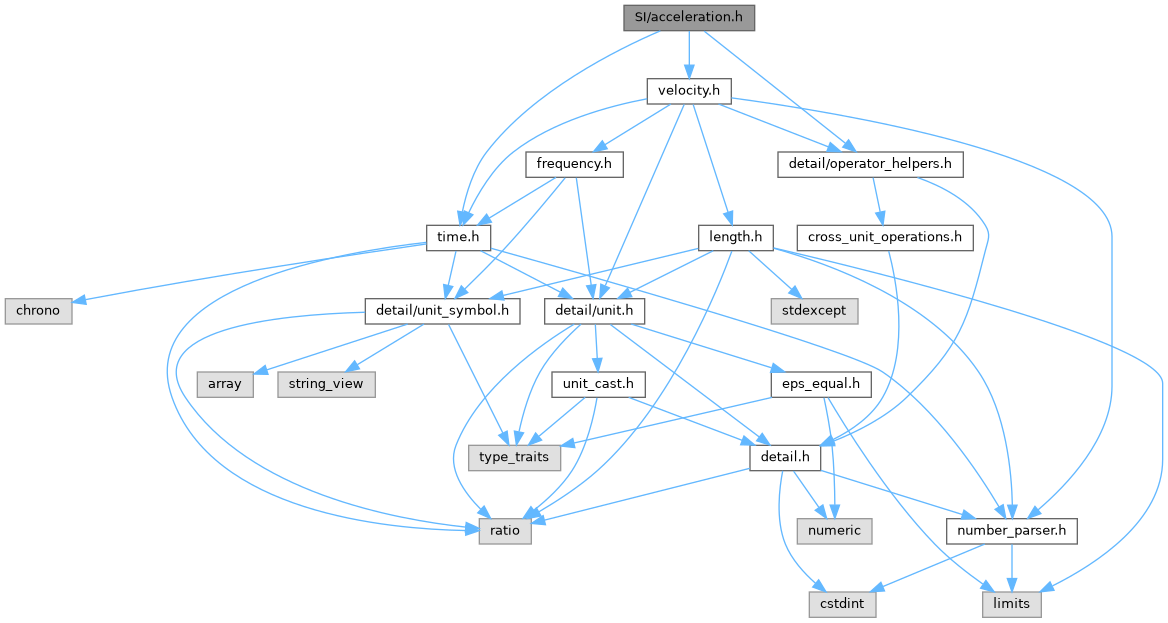 SI/acceleration.h
velocity.h
frequency.h
detail/operator_helpers.h
time.h
length.h
cross_unit_operations.h
chrono
detail/unit_symbol.h
detail/unit.h
stdexcept
array
string_view
unit_cast.h
eps_equal.h
type_traits
detail.h
ratio
numeric
number_parser.h
cstdint
limits